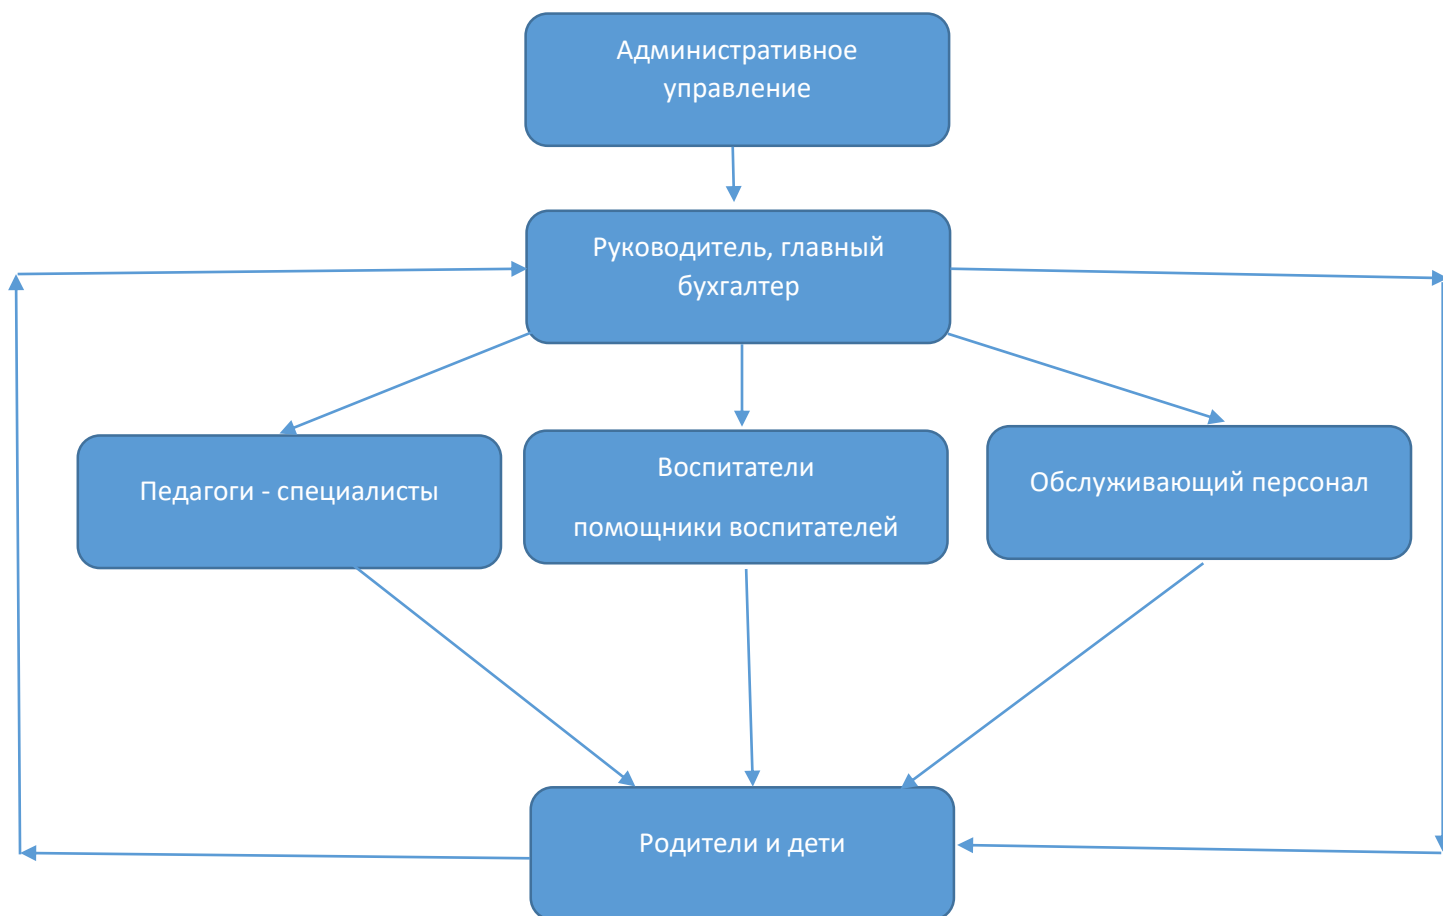 Административное
управление
Руководитель, главный
бухгалтер
Педагоги - специалисты
Воспитатели
помощники воспитателей
Обслуживающий персонал
Родители и дети